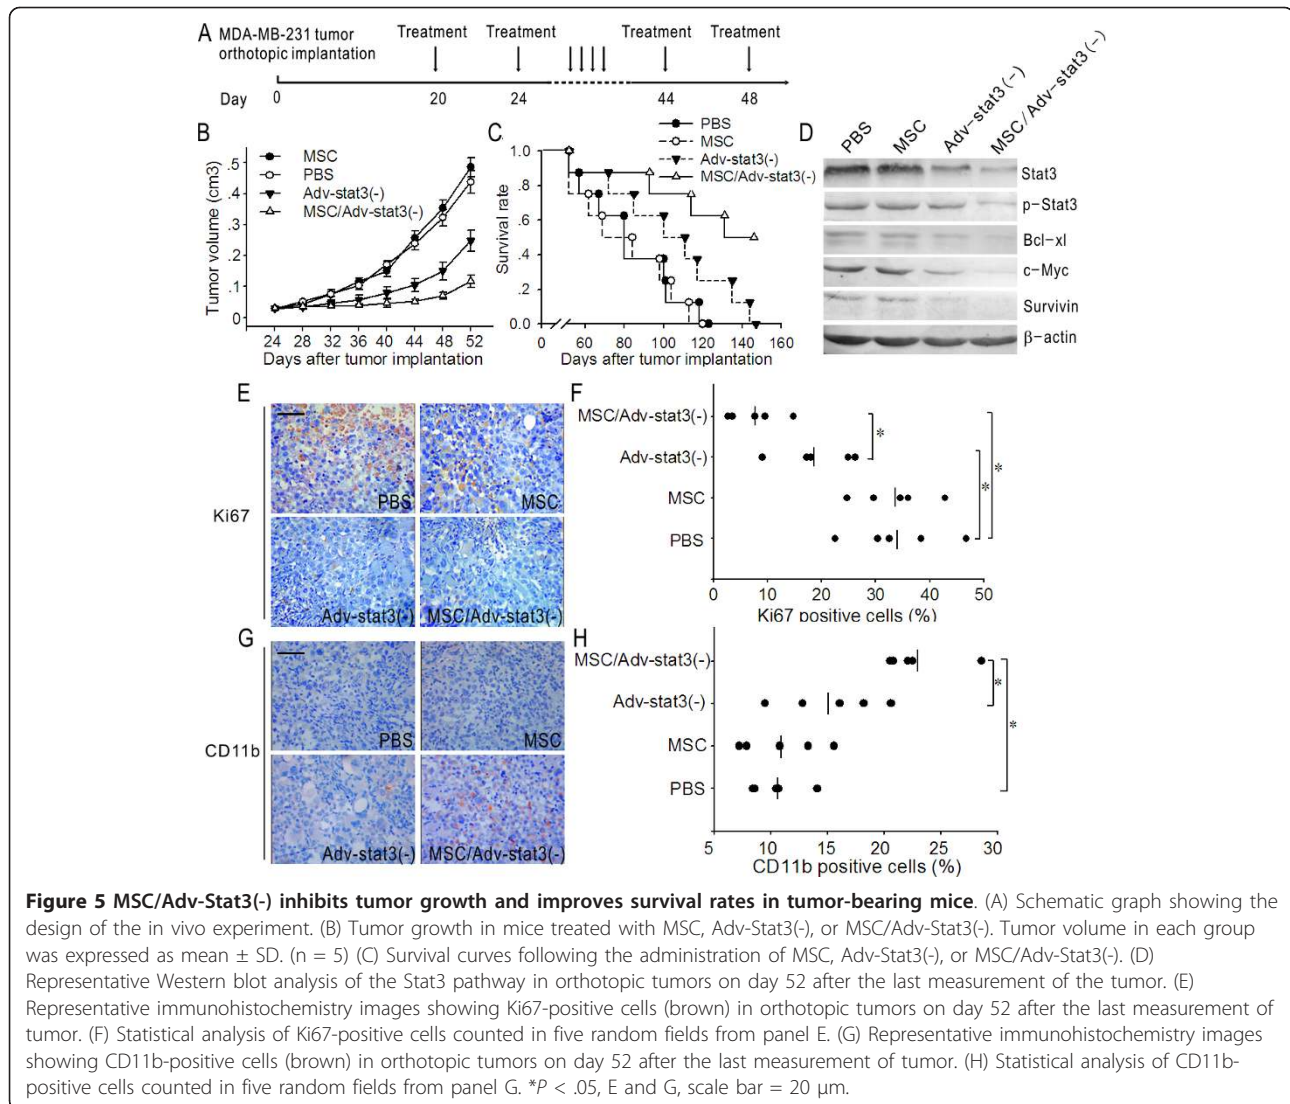 A MDA-MB-231 tumor
orthotopic implantation
Treatment Treatment Treatment Treatment
Day 0 20 24 44 48
B
MSC
PBS
Adv-stat3(-)
MSC/Adv-stat3(-)
Tumor volume (cm3)
.5
.4
.3
.2
.1
0
24 28 32 36 40 44 48 52
Days after tumor implantation
C
PBS
MSC
Adv-stat3(-)
MSC/Adv-stat3(-)
Survival rate
1.0
.8
.6
.4
.2
0.0
0 60 80 100 120 140 160
Days after tumor implantation
D
PBS MSC Adv-stat3(-) MSC/Adv-stat3(-)
Stat3
p-Stat3
Bcl-xl
c-Myc
Survivin
β-actin
E
Ki67
PBS MSC
Adv-stat3(-) MSC/Adv-stat3(-)
F
MSC/Adv-stat3(-)
Adv-stat3(-)
MSC
PBS
* * *
0 10 20 30 40 50
Ki67 positive cells (%)
G
CD11b
PBS MSC
Adv-stat3(-) MSC/Adv-stat3(-)
H
MSC/Adv-stat3(-)
Adv-stat3(-)
MSC
PBS
* *
5 10 15 20 25 30
CD11b positive cells (%)
Figure 5 MSC/Adv-Stat3(-) inhibits tumor growth and improves survival rates in tumor-bearing mice. (A) Schematic graph showing the
design of the in vivo experiment. (B) Tumor growth in mice treated with MSC, Adv-Stat3(-), or MSC/Adv-Stat3(-). Tumor volume in each group
was expressed as mean ± SD. (n = 5) (C) Survival curves following the administration of MSC, Adv-Stat3(-), or MSC/Adv-Stat3(-). (D)
Representative Western blot analysis of the Stat3 pathway in orthotopic tumors on day 52 after the last measurement of the tumor. (E)
Representative immunohistochemistry images showing Ki67-positive cells (brown) in orthotopic tumors on day 52 after the last measurement of
tumor. (F) Statistical analysis of Ki67-positive cells counted in five random fields from panel E. (G) Representative immunohistochemistry images
showing CD11b-positive cells (brown) in orthotopic tumors on day 52 after the last measurement of tumor. (H) Statistical analysis of CD11b-
positive cells counted in five random fields from panel G. *P < .05, E and G, scale bar = 20 μm.